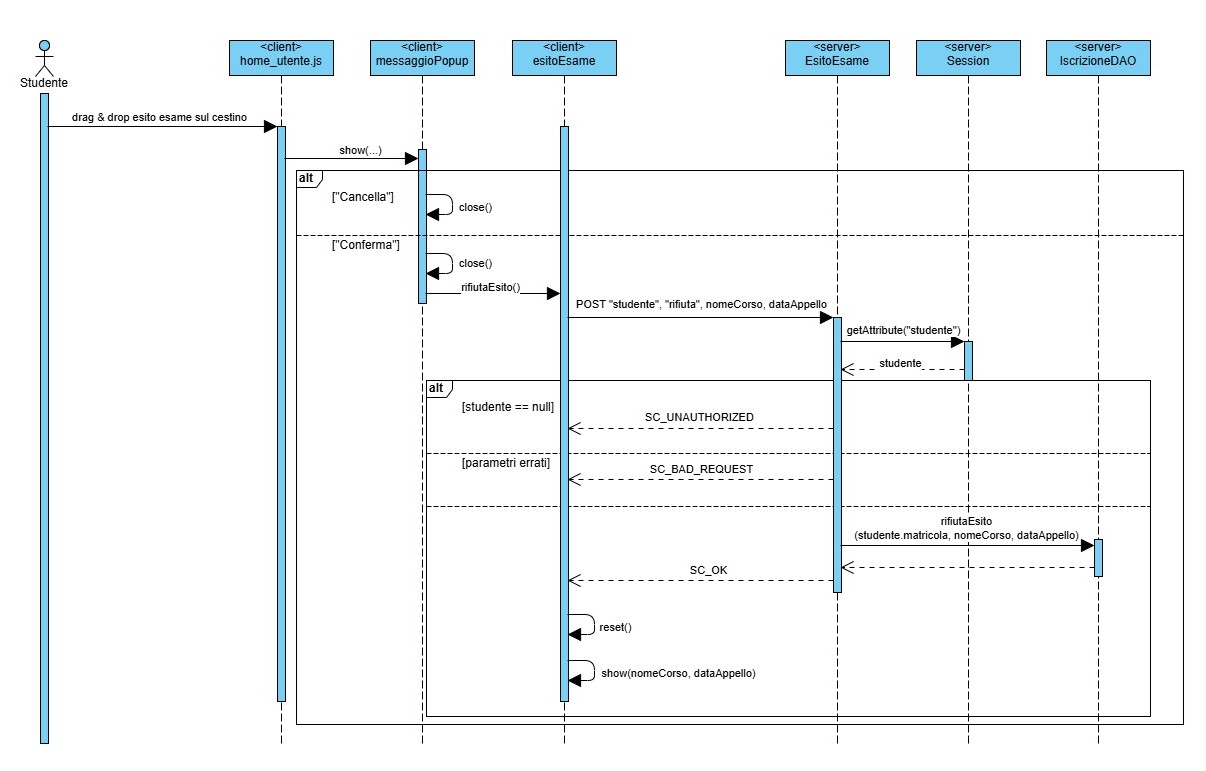 Studente
<client>
home_utente.js
<client>
messaggioPopup
<client>
esitoEsame
<server>
EsitoEsame
<server>
Session
<server>
IscrizioneDAO
drag & drop esito esame sul cestino
show(...)
alt
["Cancella"]
close()
["Conferma"]
close()
rifiutaEsito()
POST "studente", "rifiuta", nomeCorso, dataAppello
getAttribute("studente")
studente
alt
[studente == null]
SC_UNAUTHORIZED
[parametri errati]
SC_BAD_REQUEST
rifiutaEsito
(studente.matricola, nomeCorso, dataAppello)
SC_OK
reset()
show(nomeCorso, dataAppello)